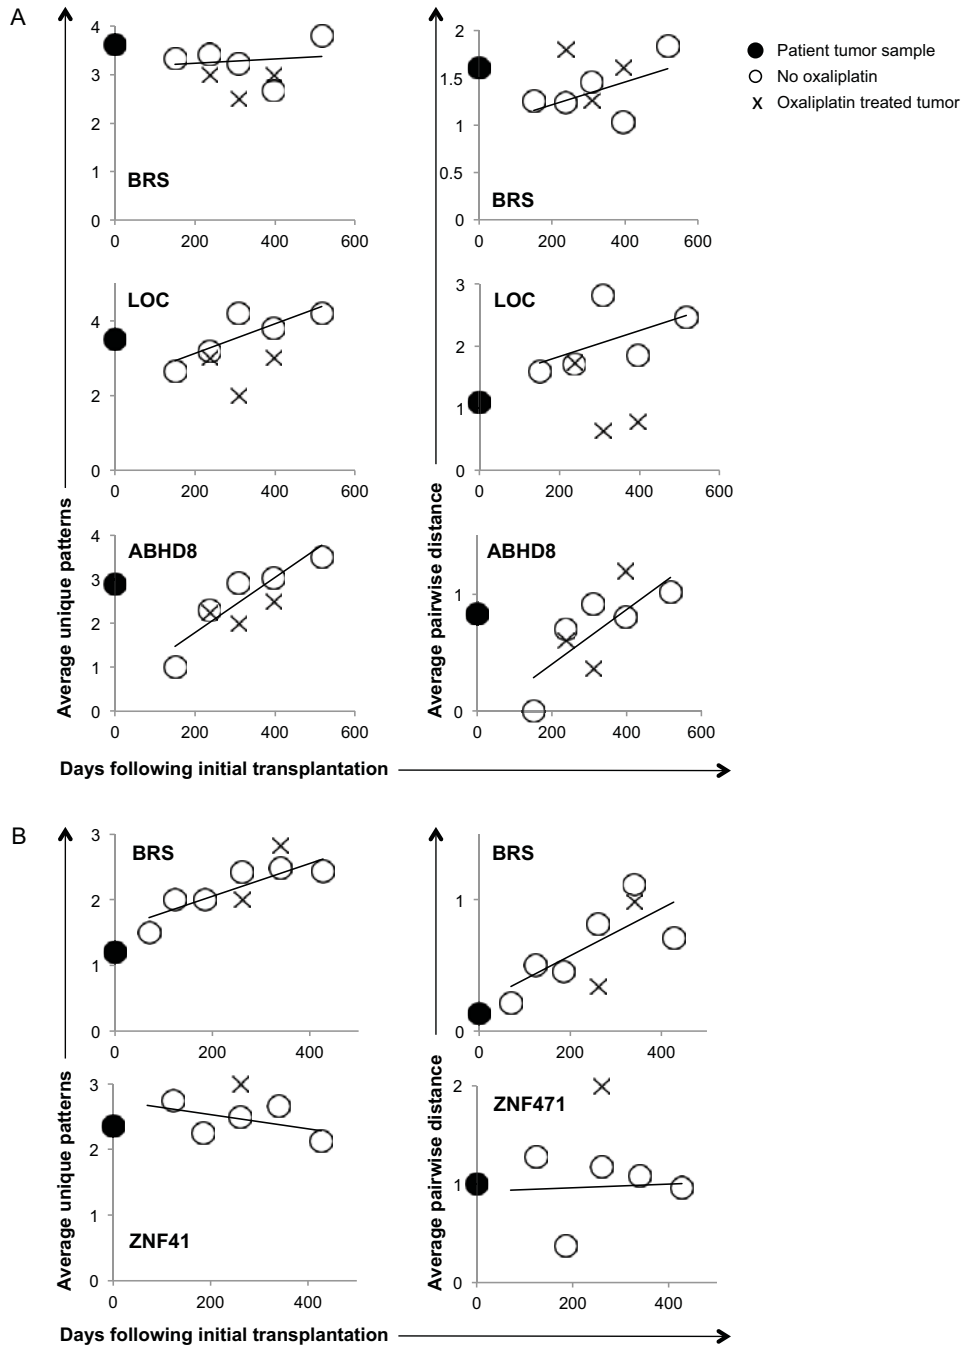 A
Patient tumor sample
No oxaliplatin
Oxaliplatin treated tumor
Average unique patterns
4
3
2
1
0
BRS
0 200 400 600
4
2
0
LOC
0 200 400 600
4
3
2
1
0
ABHD8
0 200 400 600
Average pairwise distance
2
1.5
1
0.5
0
BRS
0 200 400 600
3
2
1
0
LOC
0 200 400 600
1
0
ABHD8
0 200 400 600
Days following initial transplantation
B
Average unique patterns
3
2
1
0
BRS
0 200 400
3
2
1
0
ZNF41
0 200 400
Average pairwise distance
1
0
BRS
0 200 400
2
1
0
ZNF471
0 200 400
Days following initial transplantation